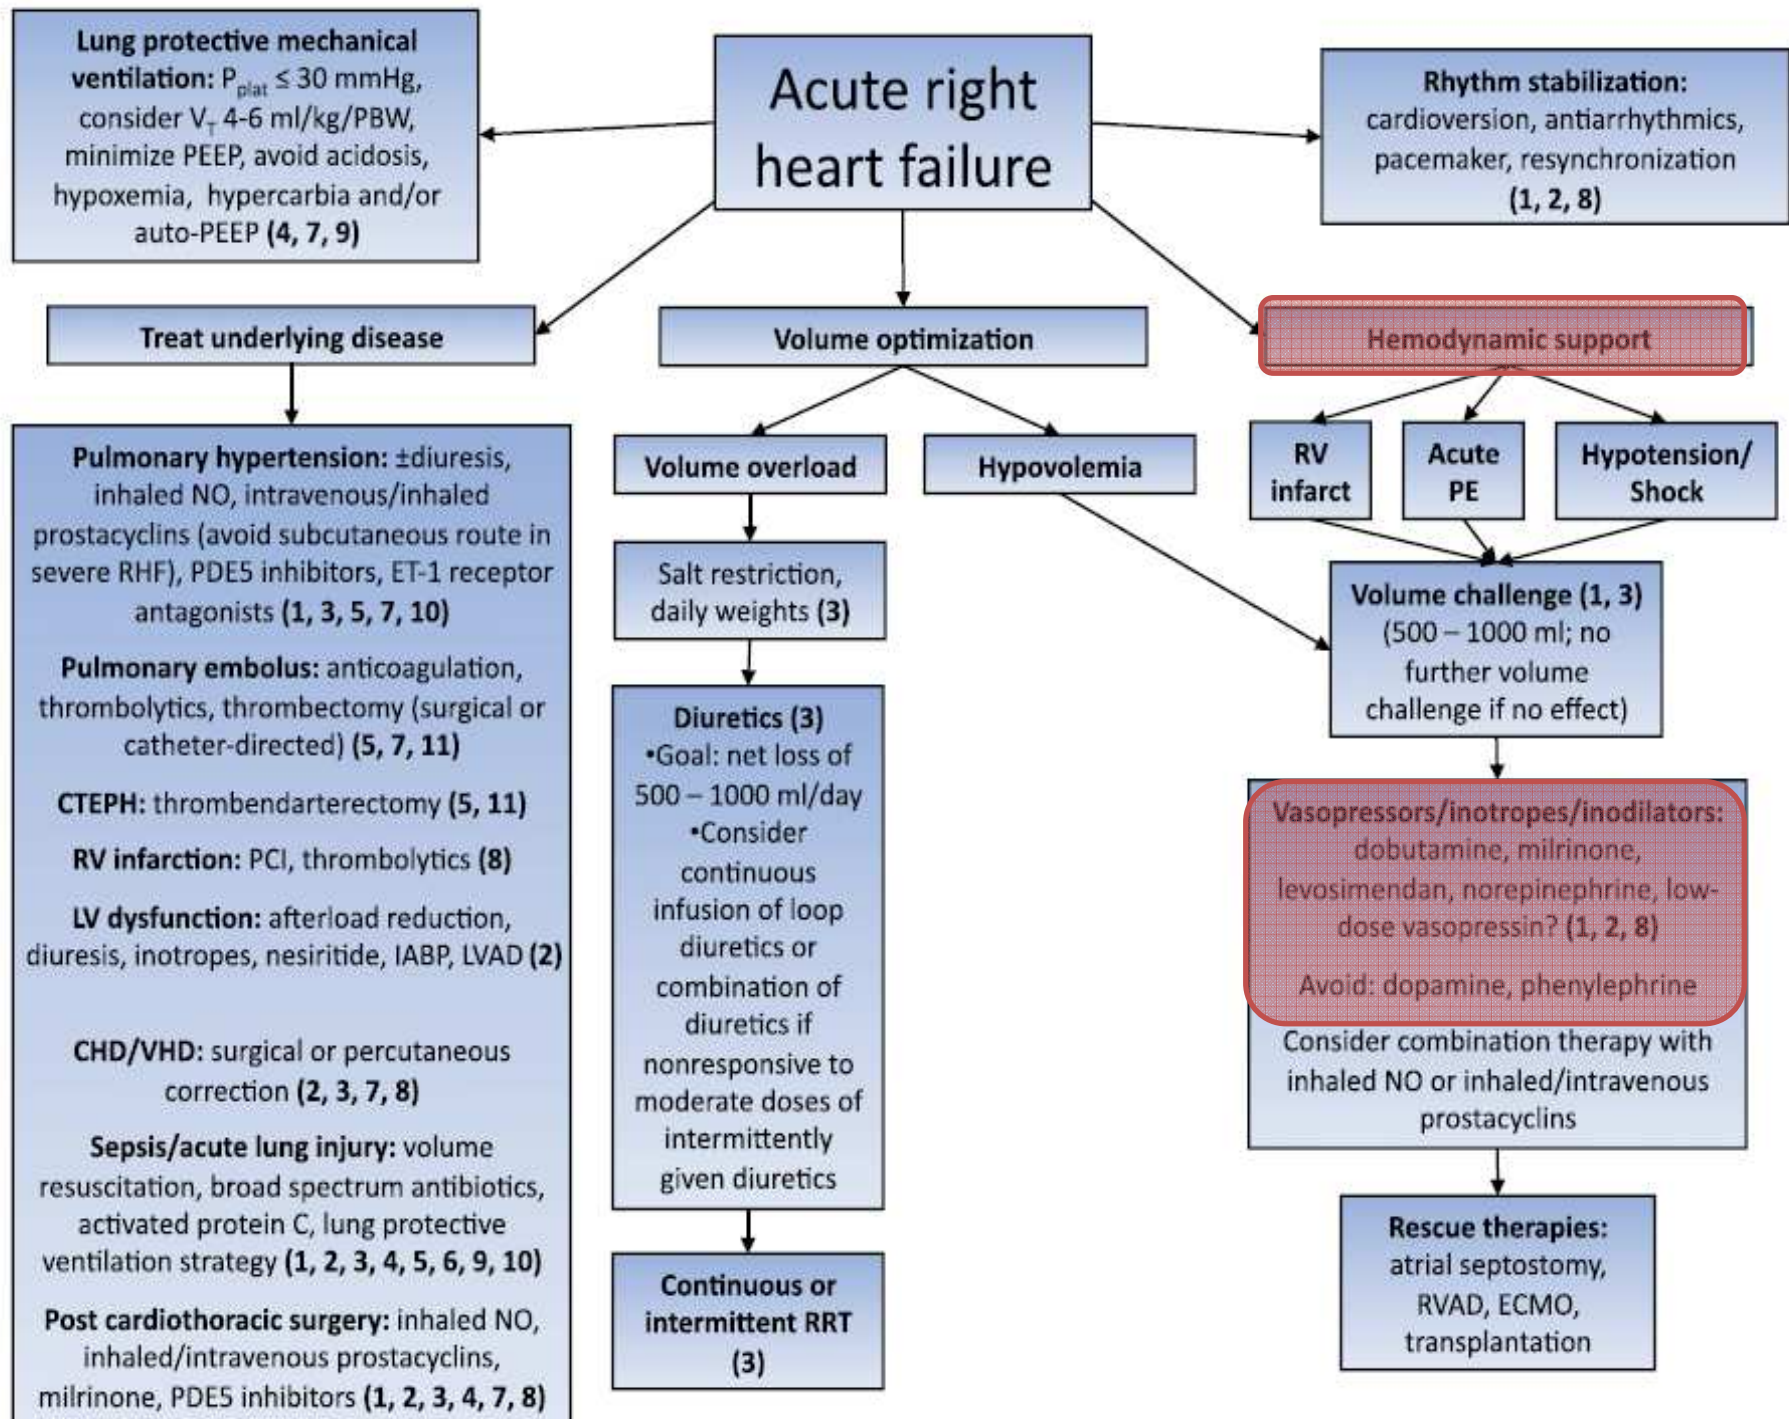 Lung protective mechanical
ventilation: Pplat ≤ 30 mmHg,
consider VT 4-6 ml/kg/PBW,
minimize PEEP, avoid acidosis,
hypoxemia, hypercarbia and/or
auto-PEEP (4, 7, 9)
Acute right
heart failure
Rhythm stabilization:
cardioversion, antiarrhythmics,
pacemaker, resynchronization
(1, 2, 8)
Treat underlying disease
Pulmonary hypertension: ±diuresis,
inhaled NO, intravenous/inhaled
prostacyclins (avoid subcutaneous route in
severe RHF), PDE5 inhibitors, ET-1 receptor
antagonists (1, 3, 5, 7, 10)
Pulmonary embolus: anticoagulation,
thrombolytics, thrombectomy (surgical or
catheter-directed) (5, 7, 11)
CTEPH: thrombendarterectomy (5, 11)
RV infarction: PCI, thrombolytics (8)
LV dysfunction: afterload reduction,
diuresis, inotropes, nesiritide, IABP, LVAD (2)
CHD/VHD: surgical or percutaneous
correction (2, 3, 7, 8)
Sepsis/acute lung injury: volume
resuscitation, broad spectrum antibiotics,
activated protein C, lung protective
ventilation strategy (1, 2, 3, 4, 5, 6, 9, 10)
Post cardiothoracic surgery: inhaled NO,
inhaled/intravenous prostacyclins,
milrinone, PDE5 inhibitors (1, 2, 3, 4, 7, 8)
Volume optimization
Volume overload
Hypovolemia
Salt restriction,
daily weights (3)
Diuretics (3)
•Goal: net loss of
500 – 1000 ml/day
•Consider
continuous
infusion of loop
diuretics or
combination of
diuretics if
nonresponsive to
moderate doses of
intermittently
given diuretics
Continuous or
intermittent RRT
(3)
Hemodynamic support
RV
infarct
Acute
PE
Hypotension/
Shock
Volume challenge (1, 3)
(500 – 1000 ml; no
further volume
challenge if no effect)
Vasopressors/inotropes/inodilators:
dobutamine, milrinone,
levosimendan, norepinephrine, low-
dose vasopressin? (1, 2, 8)
Avoid: dopamine, phenylephrine
Consider combination therapy with
inhaled NO or inhaled/intravenous
prostacyclins
Rescue therapies:
atrial septostomy,
RVAD, ECMO,
transplantation